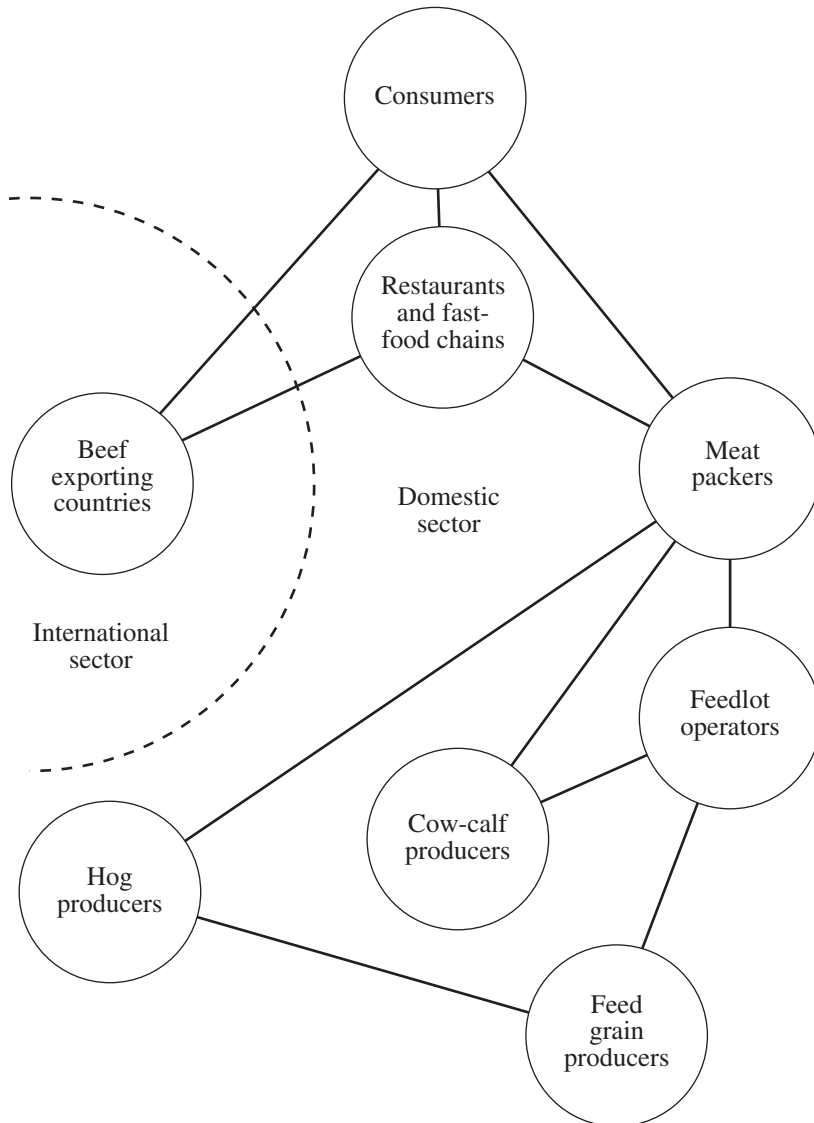 Consumers
Restaurants
and fast-
food chains
Beef
exporting
countries
Meat
packers
Domestic
sector
International
sector
Feedlot
operators
Cow-calf
producers
Hog
producers
Feed
grain
producers